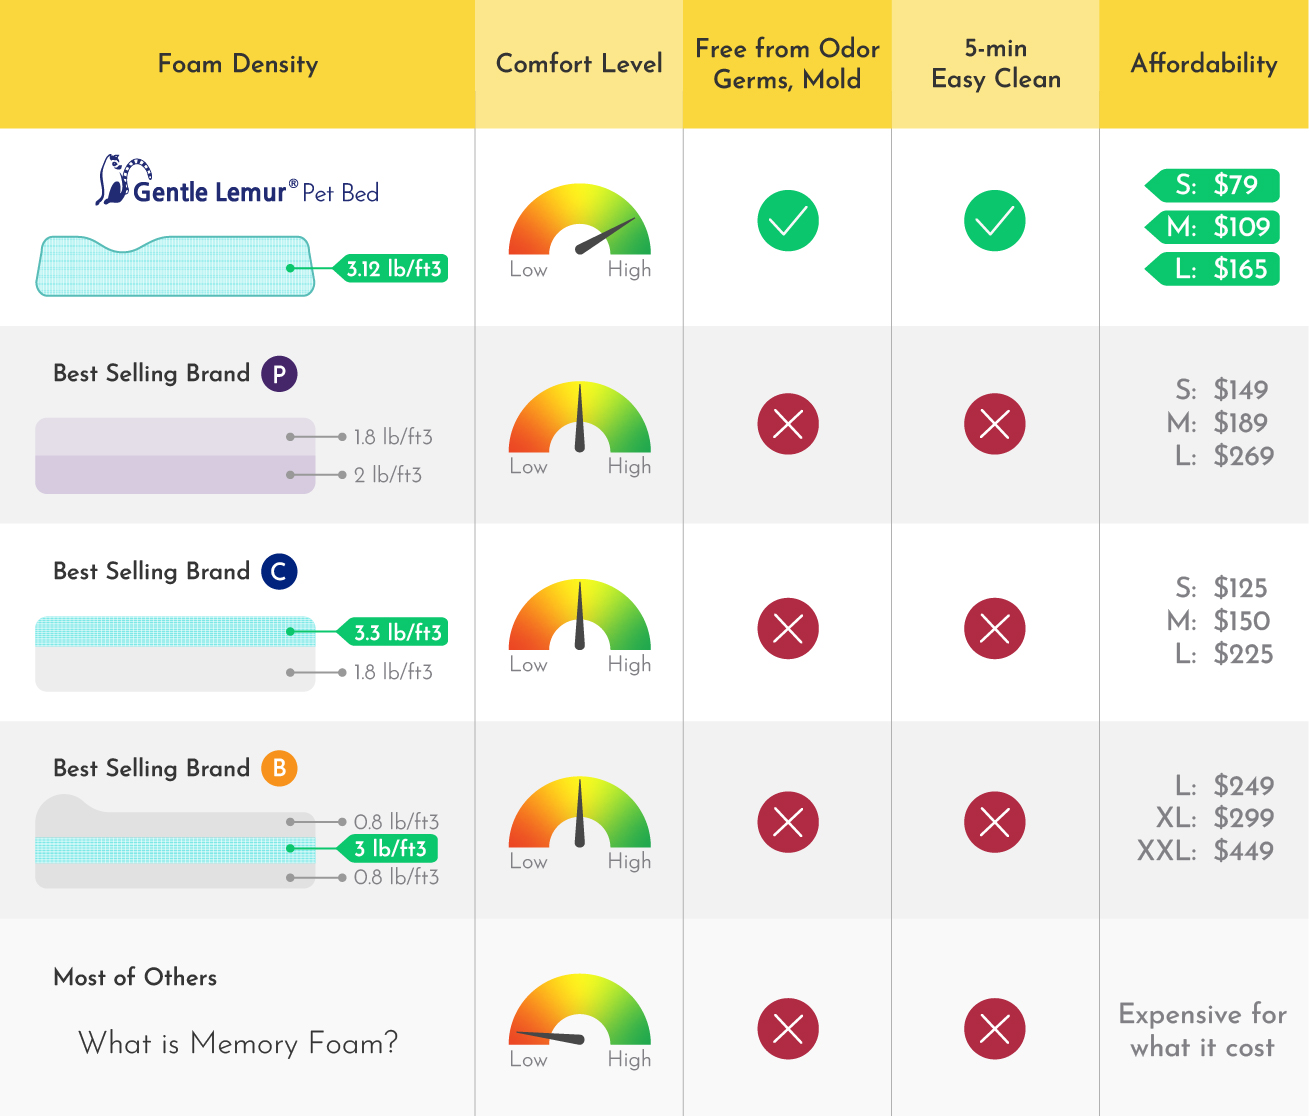 Foam Density
Comfort Level
Free from Odor
Germs, Mold
5-min
Easy Clean
Affordability
Gentle Lemur® Pet Bed
3.12 lb/ft3
Low High
S: $79
M: $109
L: $165
Best Selling Brand P
1.8 lb/ft3
2 lb/ft3
Low High
S: $149
M: $189
L: $269
Best Selling Brand C
3.3 lb/ft3
1.8 lb/ft3
Low High
S: $125
M: $150
L: $225
Best Selling Brand B
0.8 lb/ft3
3 lb/ft3
0.8 lb/ft3
Low High
L: $249
XL: $299
XXL: $449
Most of Others
What is Memory Foam?
Low High
Expensive for
what it cost